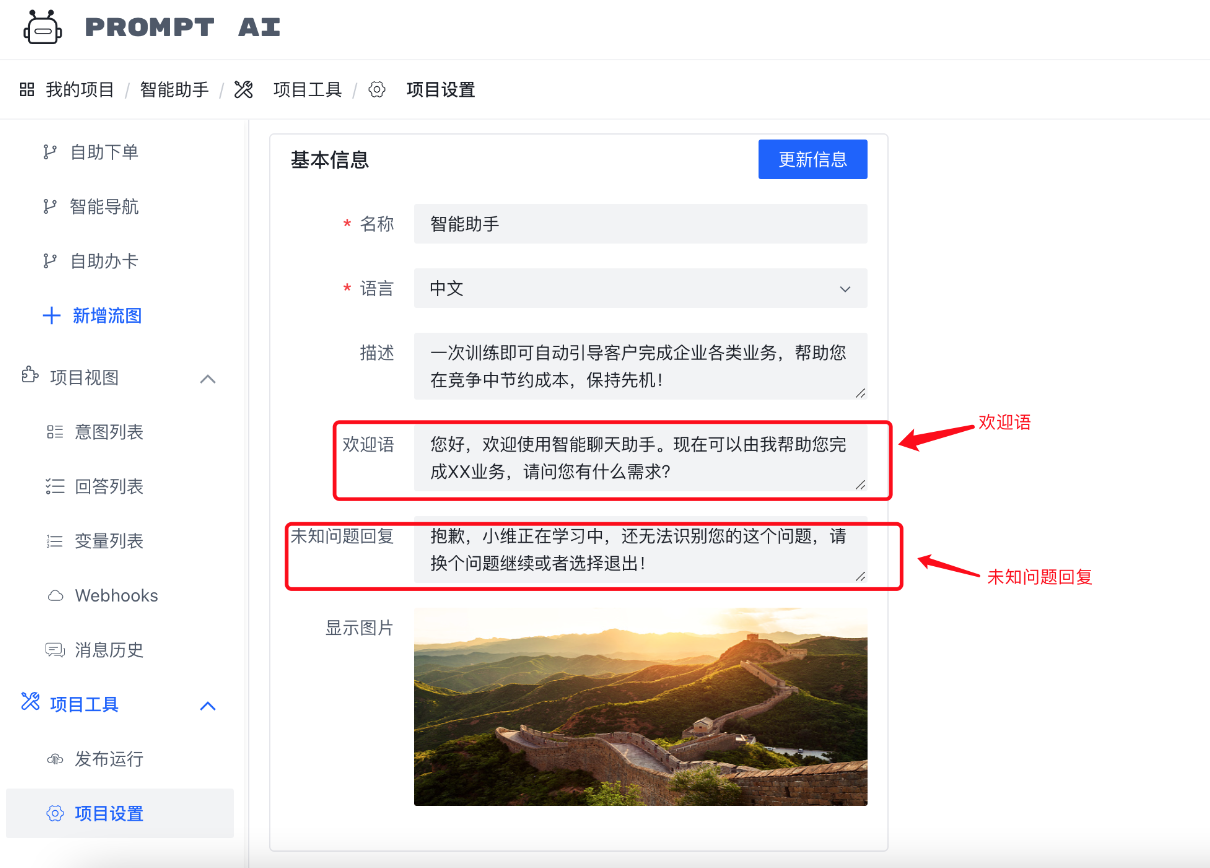 PROMPT AI
我的项目 / 智能助手 / 项目工具 / 项目设置
自助下单
智能导航
自助办卡
新增流图
项目视图
意图列表
回答列表
变量列表
Webhooks
消息历史
项目工具
发布运行
项目设置
基本信息
更新信息
* 名称
智能助手
* 语言
中文
描述
一次训练即可自动引导客户完成企业各类业务，帮助您
在竞争中节约成本，保持先机！
欢迎语
您好，欢迎使用智能聊天助手。现在可以由我帮助您完
成XX业务，请问您有什么需求？
欢迎语
未知问题回复
抱歉，小维正在学习中，还无法识别您的这个问题，请
换个问题继续或者选择退出！
未知问题回复
显示图片